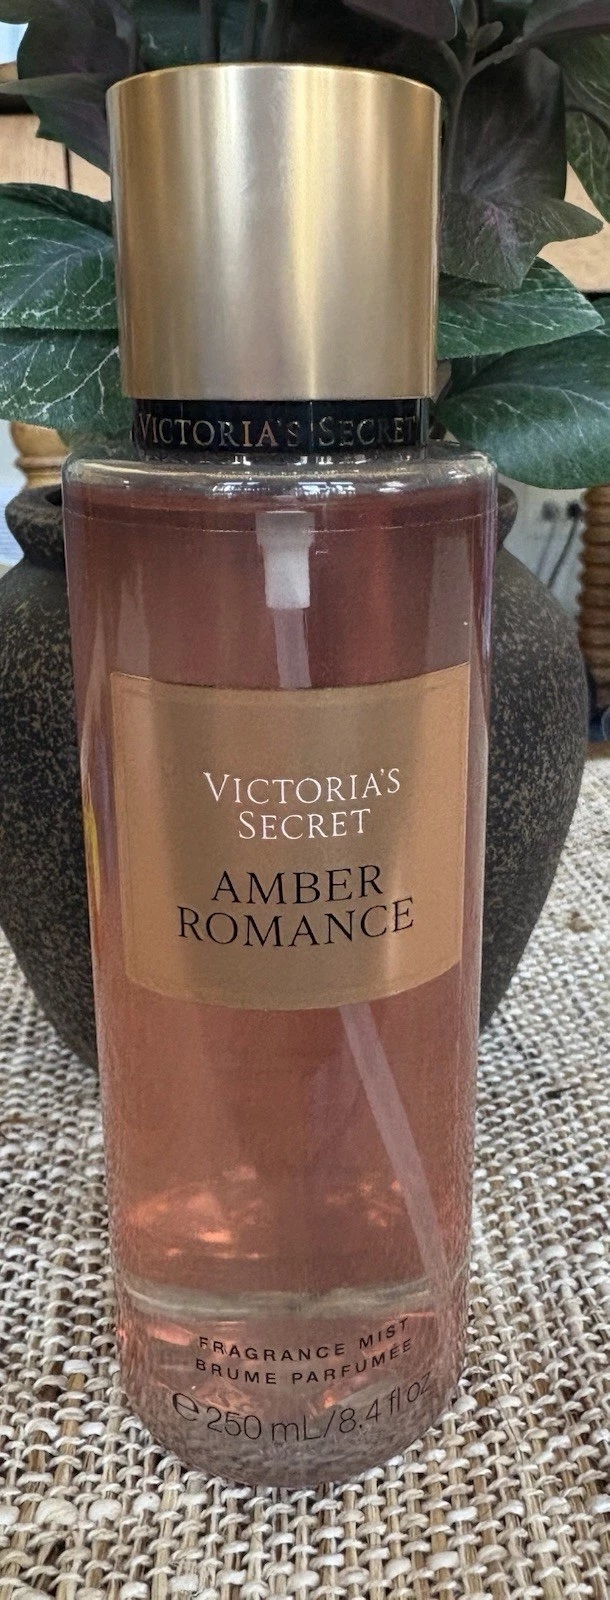 VICTORIA'S SECRET
VICTORIA'S
SECRET
AMBER
ROMANCE
FRAGRANCE MIST
BRUME PARFUMÉE
℮ 250 mL/8.4 fl oz